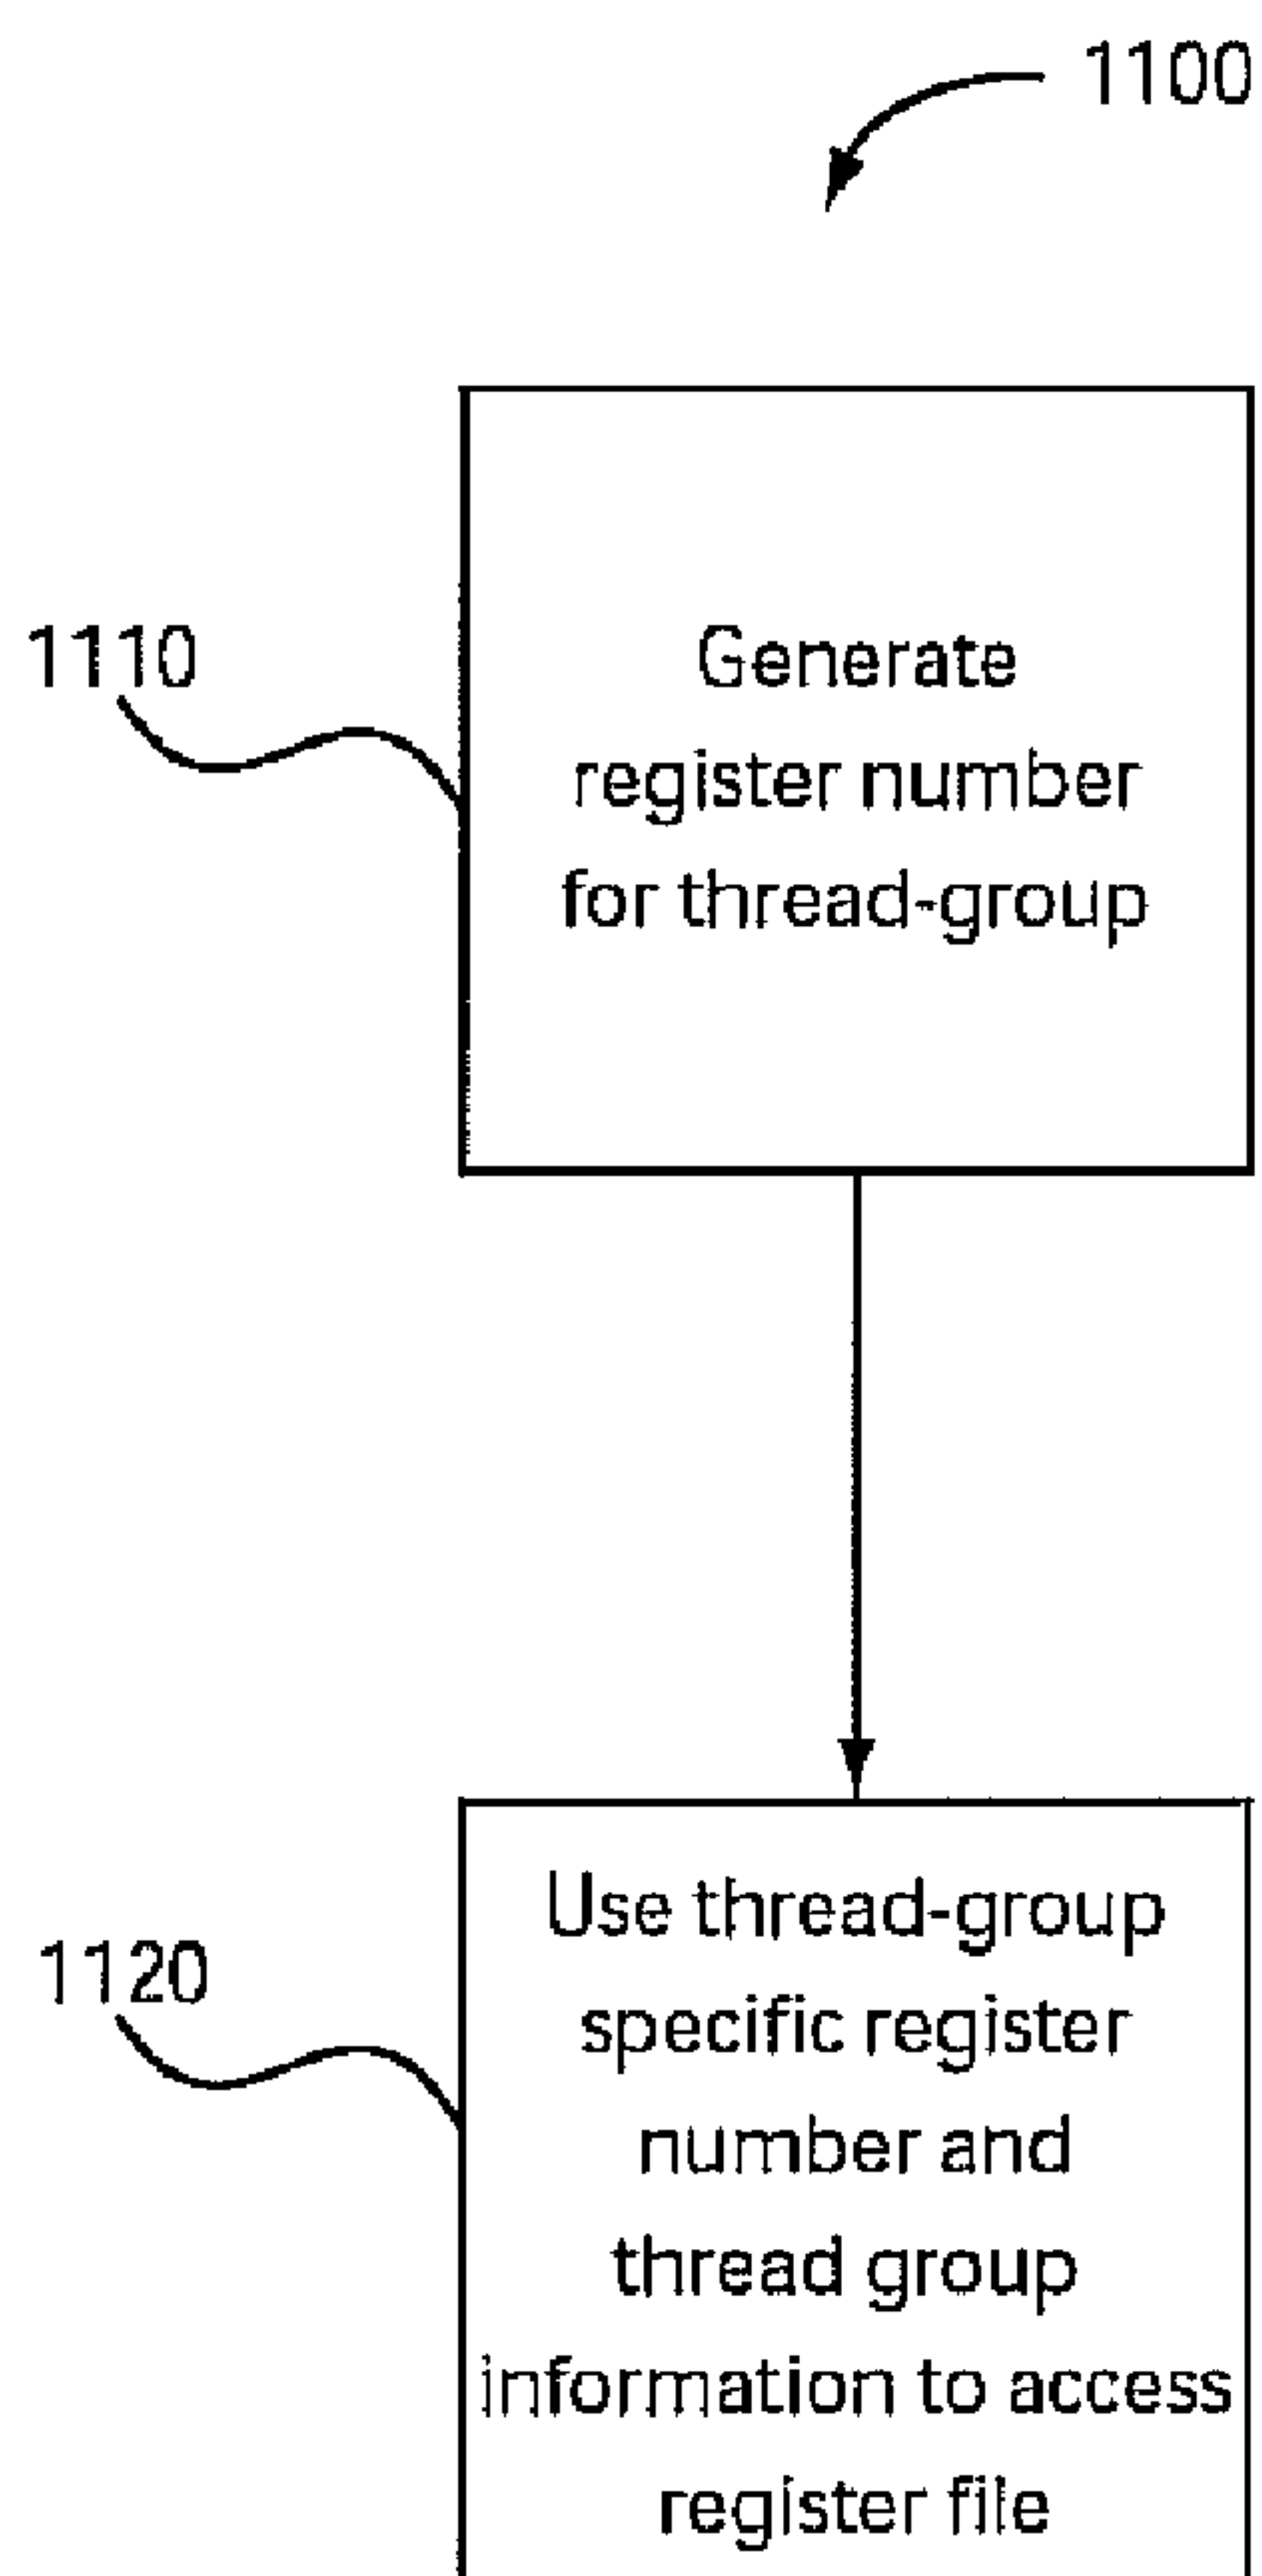 1100
1110
Generate
register number
for thread-group
1120
Use thread-group
specific register
number and
thread group
information to access
register file